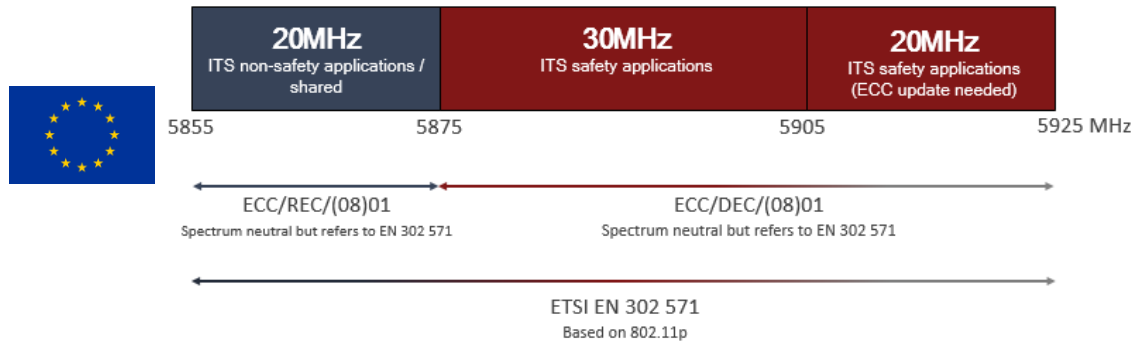 20MHz
ITS non-safety applications /
shared
30MHz
ITS safety applications
20MHz
ITS safety applications
(ECC update needed)
5855
5875
5905
5925 MHz
ECC/REC/(08)01
Spectrum neutral but refers to EN 302 571
ECC/DEC/(08)01
Spectrum neutral but refers to EN 302 571
ETSI EN 302 571
Based on 802.11p